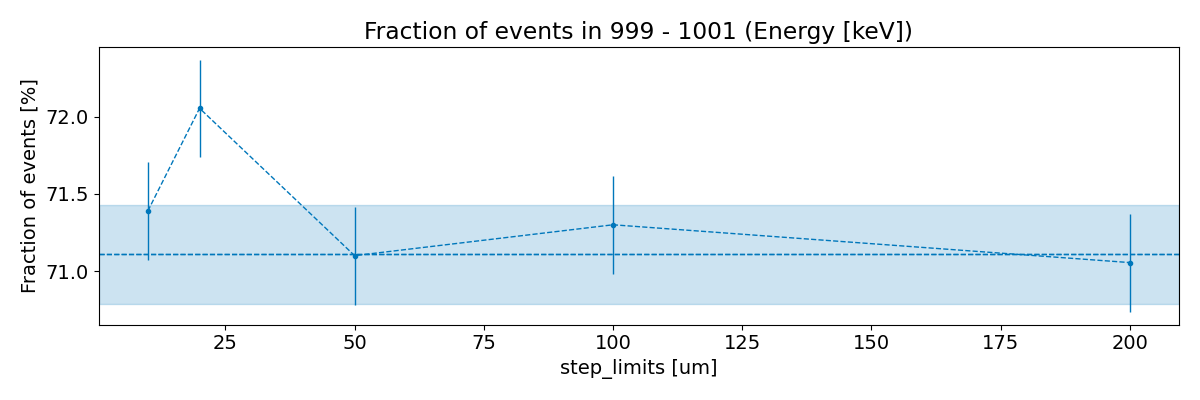 Fraction of events in 999 - 1001 (Energy [keV])
Fraction of events [%]
72.0
71.5
71.0
25 50 75 100 125 150 175 200
step_limits [um]